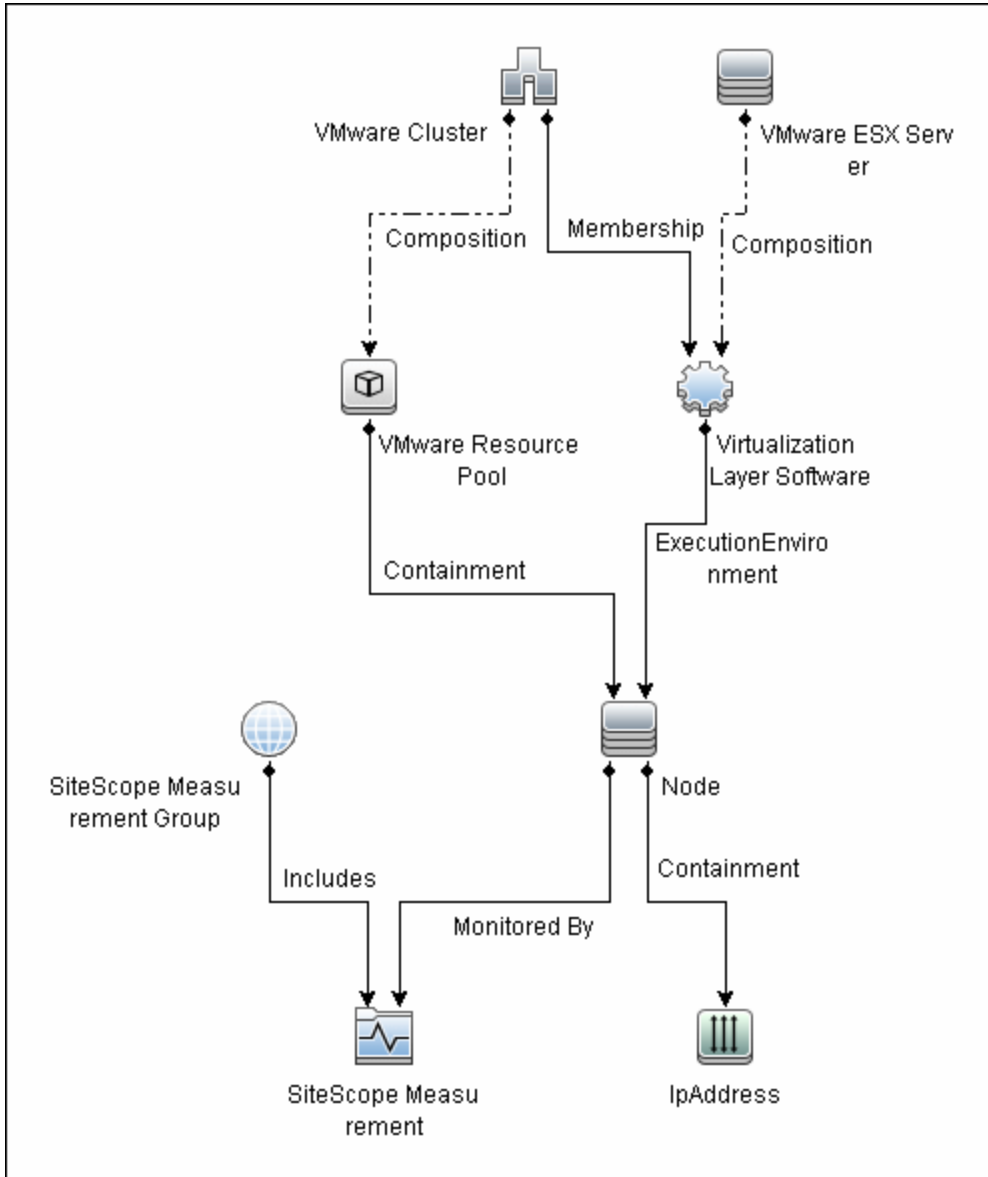 VMware Cluster
VMware ESX Serv
er
Composition
Membership
Composition
VMware Resource
Pool
Virtualization
Layer Software
ExecutionEnviro
nment
Containment
SiteScope Measu
rement Group
Node
Includes
Containment
Monitored By
SiteScope Measu
rement
IpAddress